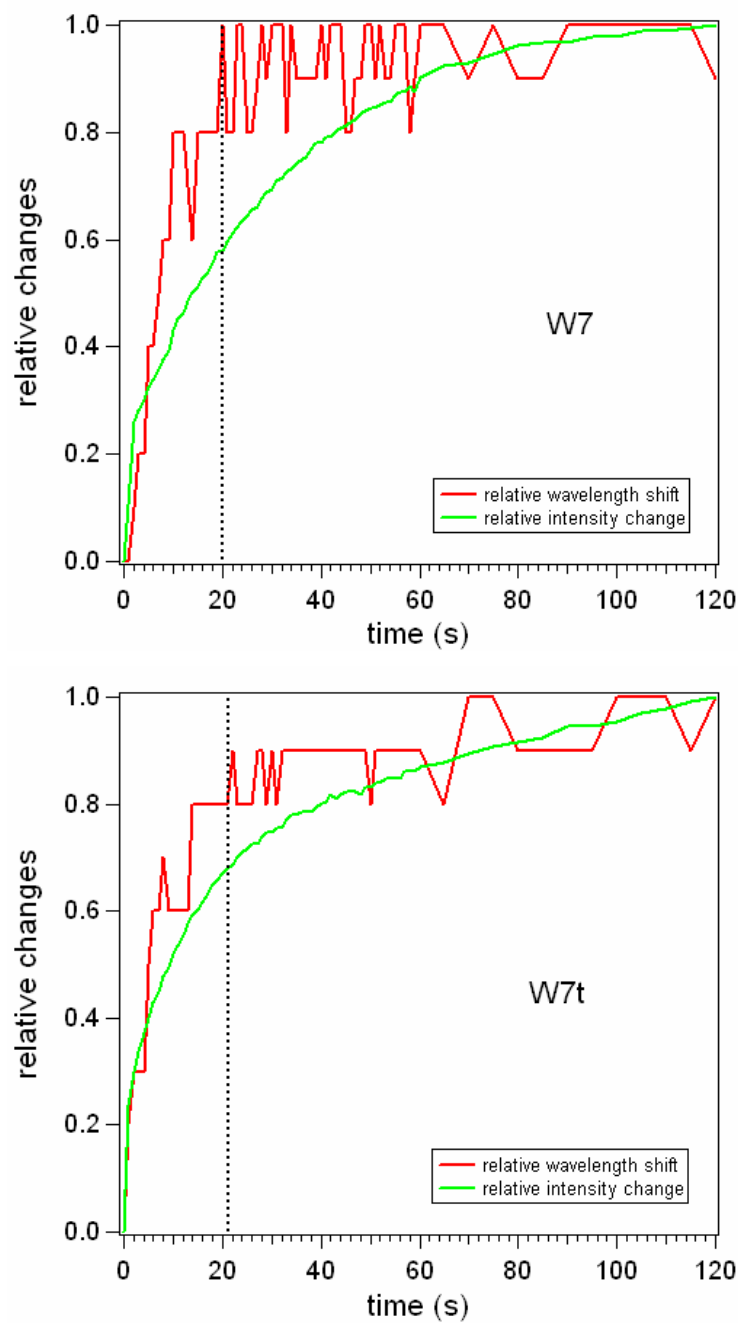 1.0
0.8
0.6
0.4
0.2
0.0
relative changes
W7
relative wavelength shift
relative intensity change
0 20 40 60 80 100 120
time (s)
1.0
0.8
0.6
0.4
0.2
0.0
relative changes
W7t
relative wavelength shift
relative intensity change
0 20 40 60 80 100 120
time (s)